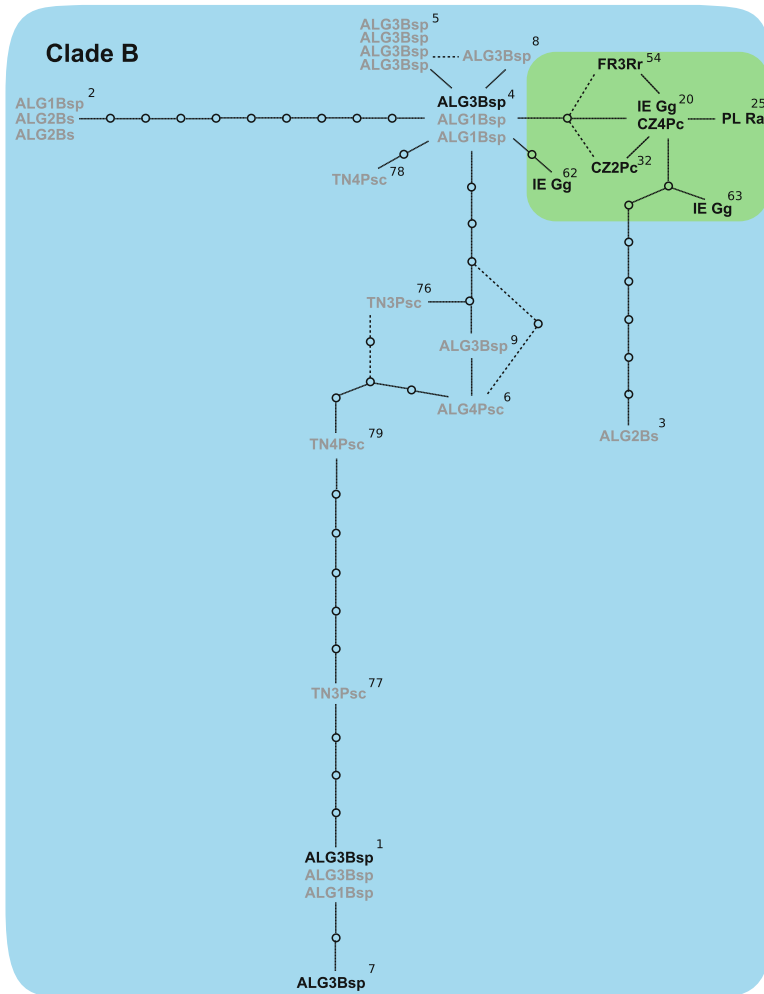 Clade B
ALG3Bsp 5
ALG3Bsp
ALG3Bsp
ALG3Bsp
ALG3Bsp 8
FR3Rr 54
ALG1Bsp 2
ALG2Bs
ALG2Bs
ALG3Bsp 4
ALG1Bsp
ALG1Bsp
IE Gg 20
CZ4Pc
PL Ra 25
TN4Psc 78
IE Gg 62
CZ2Pc 32
IE Gg 63
TN3Psc 76
ALG3Bsp 9
ALG4Psc 6
TN4Psc 79
ALG2Bs 3
TN3Psc 77
ALG3Bsp 1
ALG3Bsp
ALG1Bsp
ALG3Bsp 7